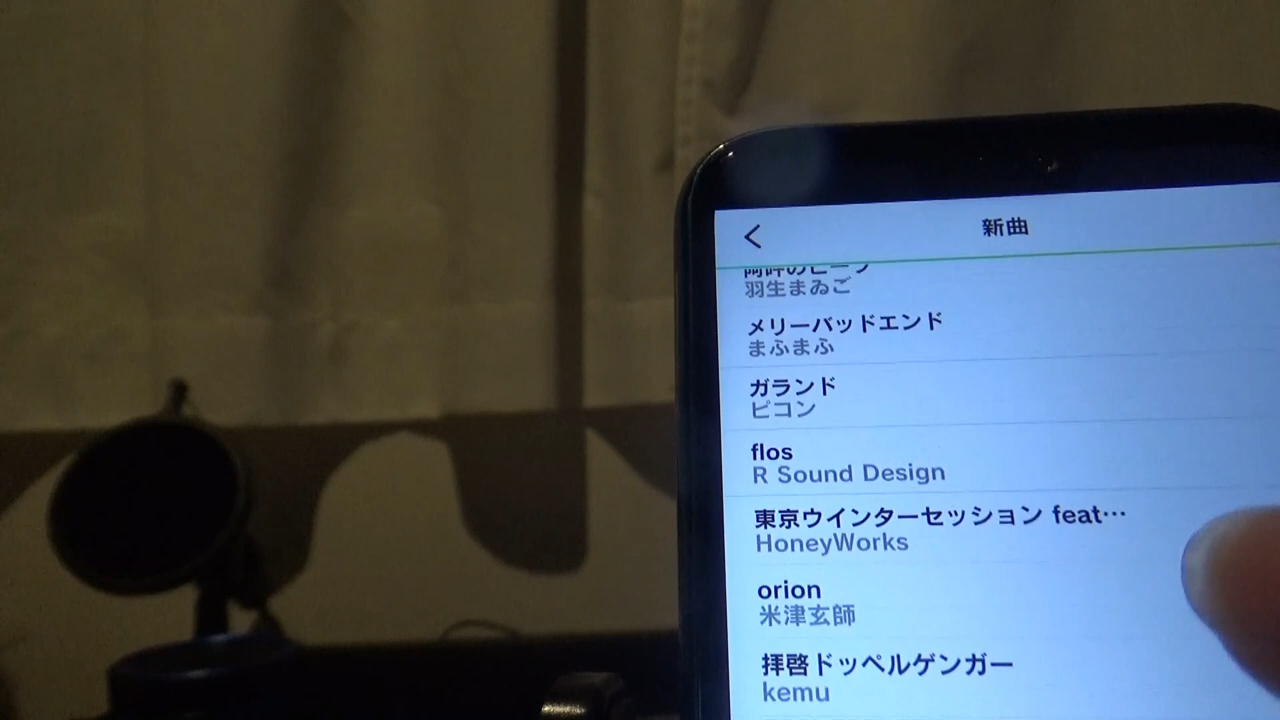 新曲
羽生まゐご
メリーバッドエンド
まふまふ
ガランド
ピコン
flos
R Sound Design
東京ウインターセッション feat…
HoneyWorks
orion
米津玄師
拝啓ドッペルゲンガー
kemu